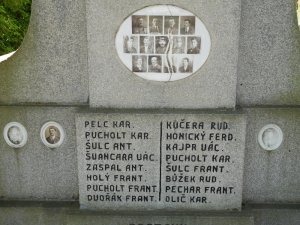 PELC KAR.
PUCHOLT KAR.
ŠULC ANT.
ŠVANCARA VÁC.
ZASPAL ANT.
HOLÝ FRANT.
PUCHOLT FRANT.
DVOŘÁK FRANT.
KUČERA RUD.
HONICKÝ FERD.
KAJPR VÁC.
PUCHOLT KAR.
ŠULC FRANT.
BŮŽEK RUD.
PECHAR FRANT.
OLIČ KAR.